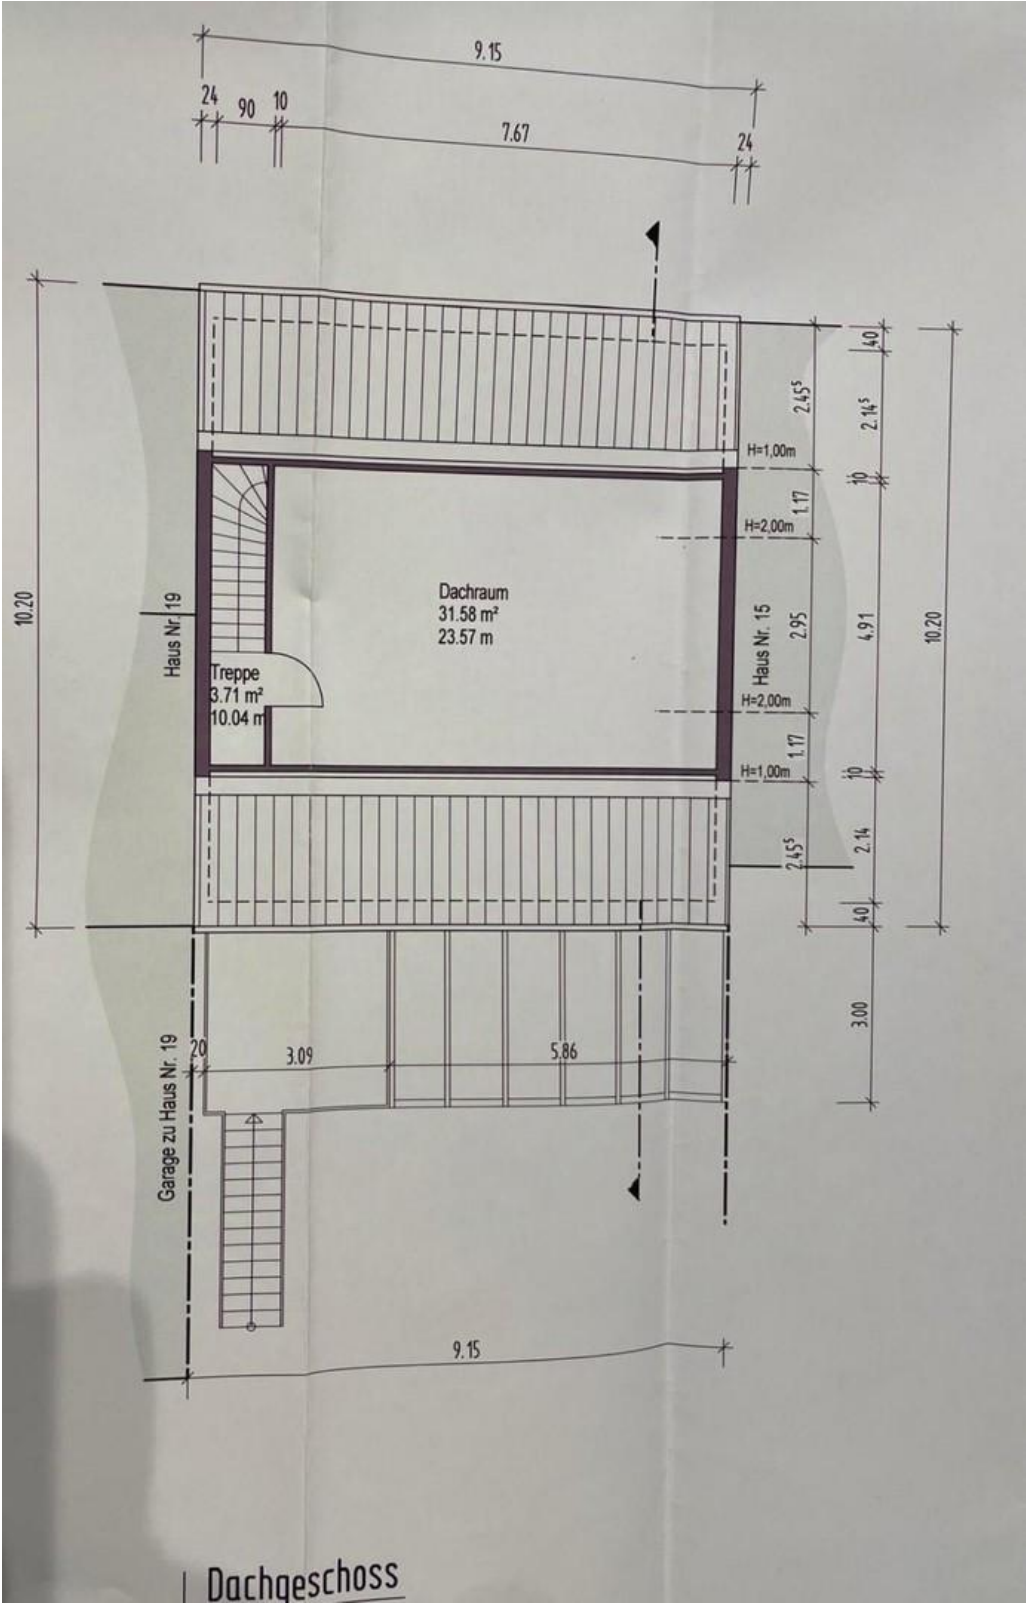 9.15
24
90
10
7.67
24
40
2.45⁵
2.14⁵
H=1,00m
10
1.17
H=2,00m
10.20
Haus Nr. 19
Dachraum
31.58 m²
23.57 m
Haus Nr. 15
2.95
4.91
10.20
Treppe
3.71 m²
10.04 m
H=2,00m
1.17
H=1,00m
10
2.45⁵
2.14
40
3.00
Garage zu Haus Nr. 19
20
3.09
5.86
9.15
Dachgeschoss